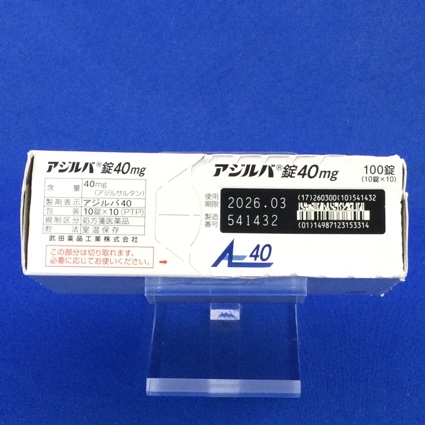 アジルバ®錠40mg
含量 40mg
(アジルサルタン)
製剤表示 アジルバ40
包装 10錠×10(PTP)
規制区分 処方箋医薬品
貯法 室温保存
武田薬品工業株式会社
この部分は切り取れます。
必要に応じてお使いください。
→
アジルバ®錠40mg
100錠
(10錠×10)
使用期限 2026.03
製造番号 541432
(17)260300(10)541432
(01)14987123153314
40